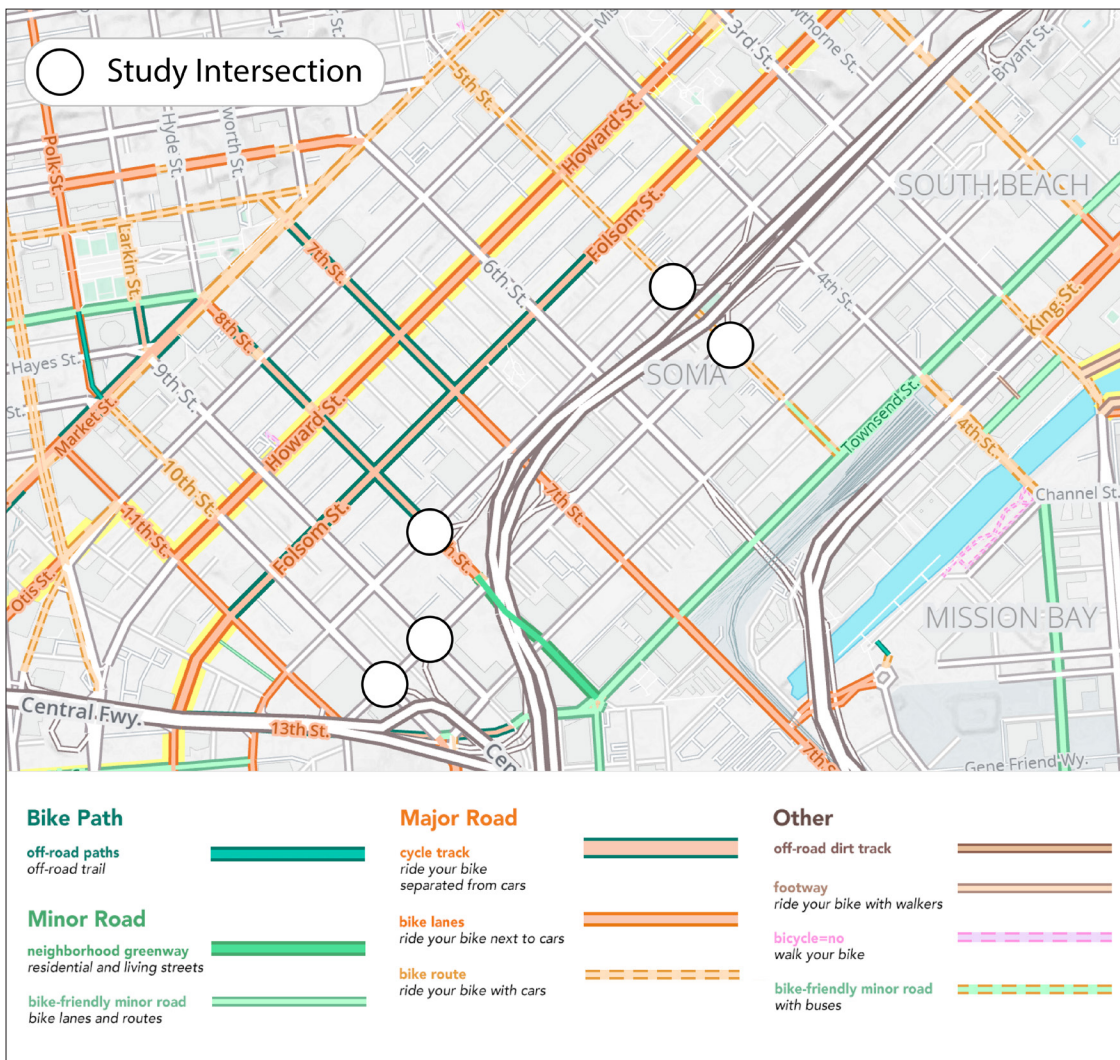 Study Intersection
Mis
3rd St.
wthorne St.
Bryant St.
5th St.
Howard St.
Hyde St.
worth St.
Polk St.
SOUTH BEACH
Folsom St.
Larkin St.
7th St.
6th St.
4th St.
King St.
8th St.
Hayes St.
9th St.
SOMA
St.
Market St.
Howard St.
Townsend St.
4th St.
10th St.
Channel St.
11th St.
Folsom St.
7th St.
h St.
Otis St.
MISSION BAY
Central Fwy.
13th St.
Cen
7th S
Gene Friend Wy.
Bike Path
off-road paths
off-road trail
Minor Road
neighborhood greenway
residential and living streets
bike-friendly minor road
bike lanes and routes
Major Road
cycle track
ride your bike
separated from cars
bike lanes
ride your bike next to cars
bike route
ride your bike with cars
Other
off-road dirt track
footway
ride your bike with walkers
bicycle=no
walk your bike
bike-friendly minor road
with buses